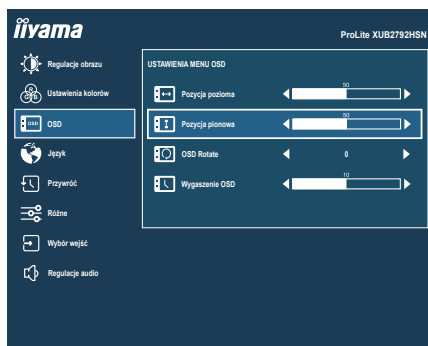 iiyama
ProLite XUB2792HSN
Regulacje obrazu
Ustawienia kolorów
OSD
Język
Przywróć
Różne
Wybór wejść
Regulacje audio
USTAWIENIA MENU OSD
Pozycja pozioma 50
Pozycja pionowa 50
OSD Rotate 0
Wygaszenie OSD 10